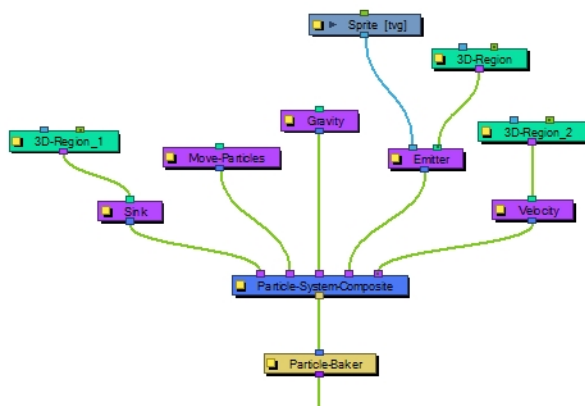 Sprite [tvg]
3D-Region
Gravity
3D-Region_1
3D-Region_2
Move-Particles
Emitter
Sink
Velocity
Particle-System-Composite
Particle-Baker